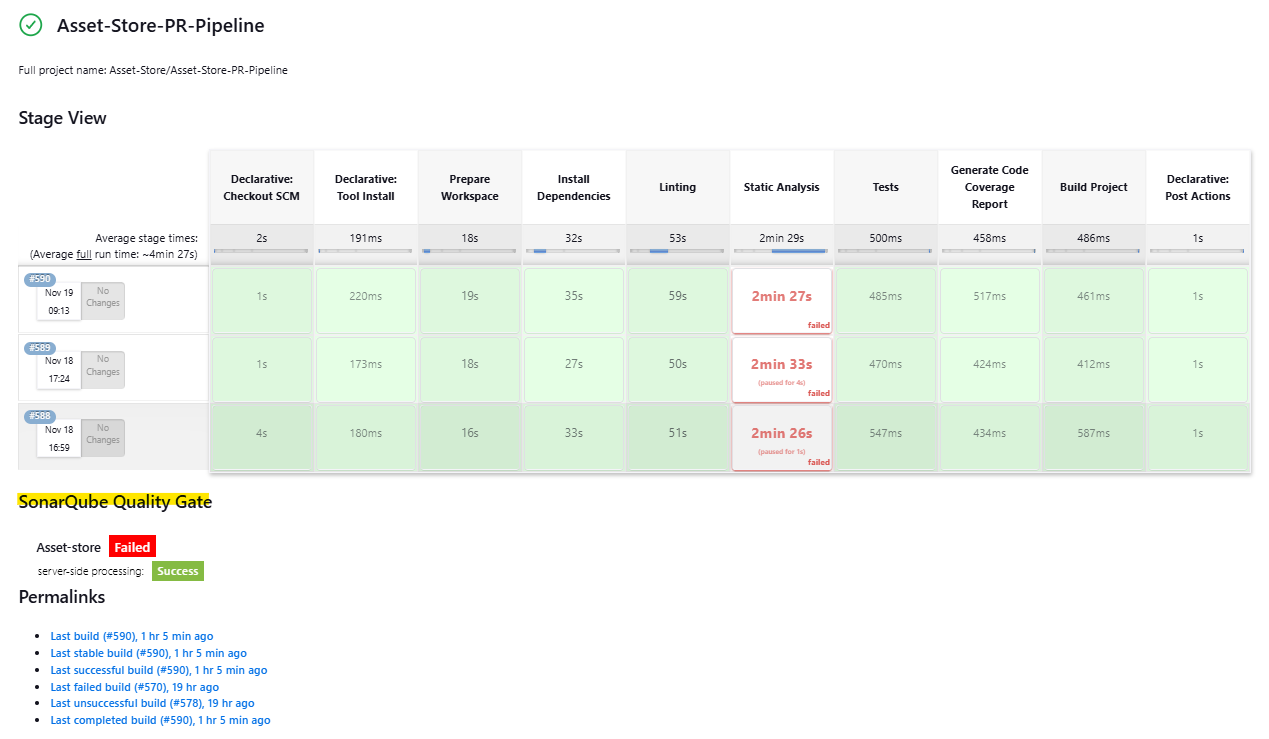 Asset-Store-PR-Pipeline
Full project name: Asset-Store/Asset-Store-PR-Pipeline
Stage View
Declarative: Checkout SCM
Declarative: Tool Install
Prepare Workspace
Install Dependencies
Linting
Static Analysis
Tests
Generate Code Coverage Report
Build Project
Declarative: Post Actions
Average stage times:
(Average full run time: ~4min 27s)
2s
191ms
18s
32s
53s
2min 29s
500ms
458ms
486ms
1s
#590
Nov 19
09:13
No
Changes
1s
220ms
19s
35s
59s
2min 27s
failed
485ms
517ms
461ms
1s
#589
Nov 18
17:24
No
Changes
1s
173ms
18s
27s
50s
2min 33s
(paused for 4s)
failed
470ms
424ms
412ms
1s
#588
Nov 18
16:59
No
Changes
4s
180ms
16s
33s
51s
2min 26s
(paused for 1s)
failed
547ms
434ms
587ms
1s
SonarQube Quality Gate
Asset-store Failed
server-side processing: Success
Permalinks
Last build (#590), 1 hr 5 min ago
Last stable build (#590), 1 hr 5 min ago
Last successful build (#590), 1 hr 5 min ago
Last failed build (#570), 19 hr ago
Last unsuccessful build (#578), 19 hr ago
Last completed build (#590), 1 hr 5 min ago